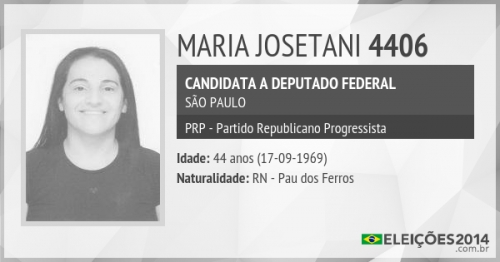 MARIA JOSETANI 4406
CANDIDATA A DEPUTADO FEDERAL
SÃO PAULO
PRP - Partido Republicano Progressista
Idade: 44 anos (17-09-1969)
Naturalidade: RN - Pau dos Ferros
ELEIÇÕES2014
.com.br